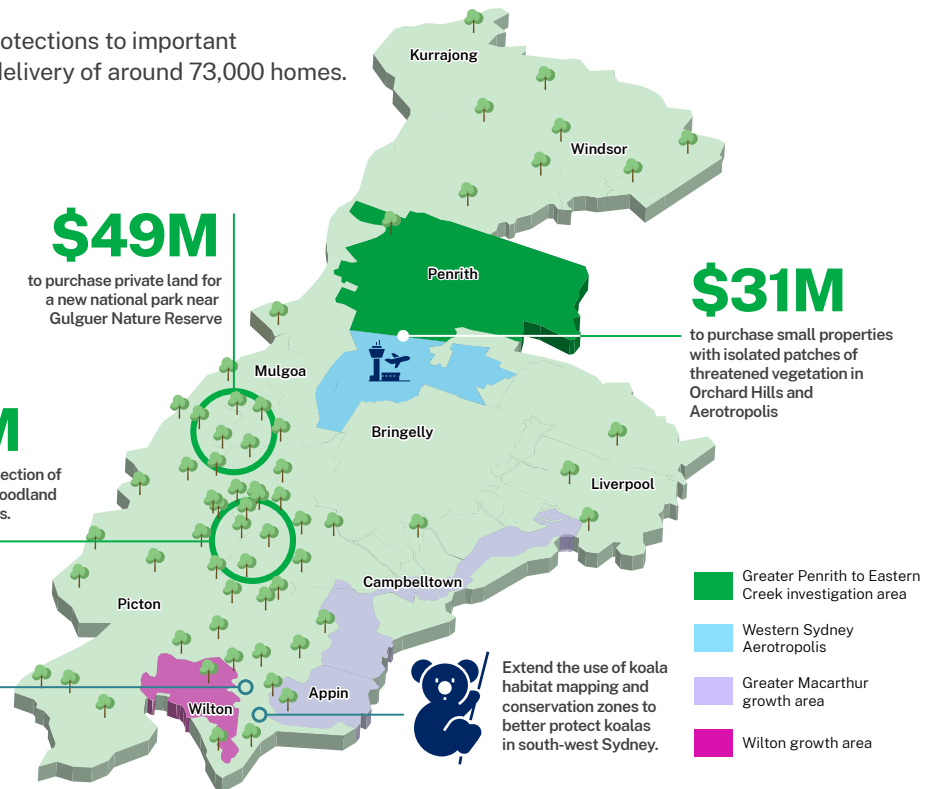 otections to important
delivery of around 73,000 homes.
Kurrajong
Windsor
$49M
to purchase private land for
a new national park near
Gulguer Nature Reserve
Penrith
$31M
to purchase small properties
with isolated patches of
threatened vegetation in
Orchard Hills and
Aerotropolis
Mulgoa
Bringelly
M
ection of
oodland
s.
Liverpool
Campbelltown
Picton
Appin
Wilton
Extend the use of koala
habitat mapping and
conservation zones to
better protect koalas
in south-west Sydney.
Greater Penrith to Eastern
Creek investigation area
Western Sydney
Aerotropolis
Greater Macarthur
growth area
Wilton growth area